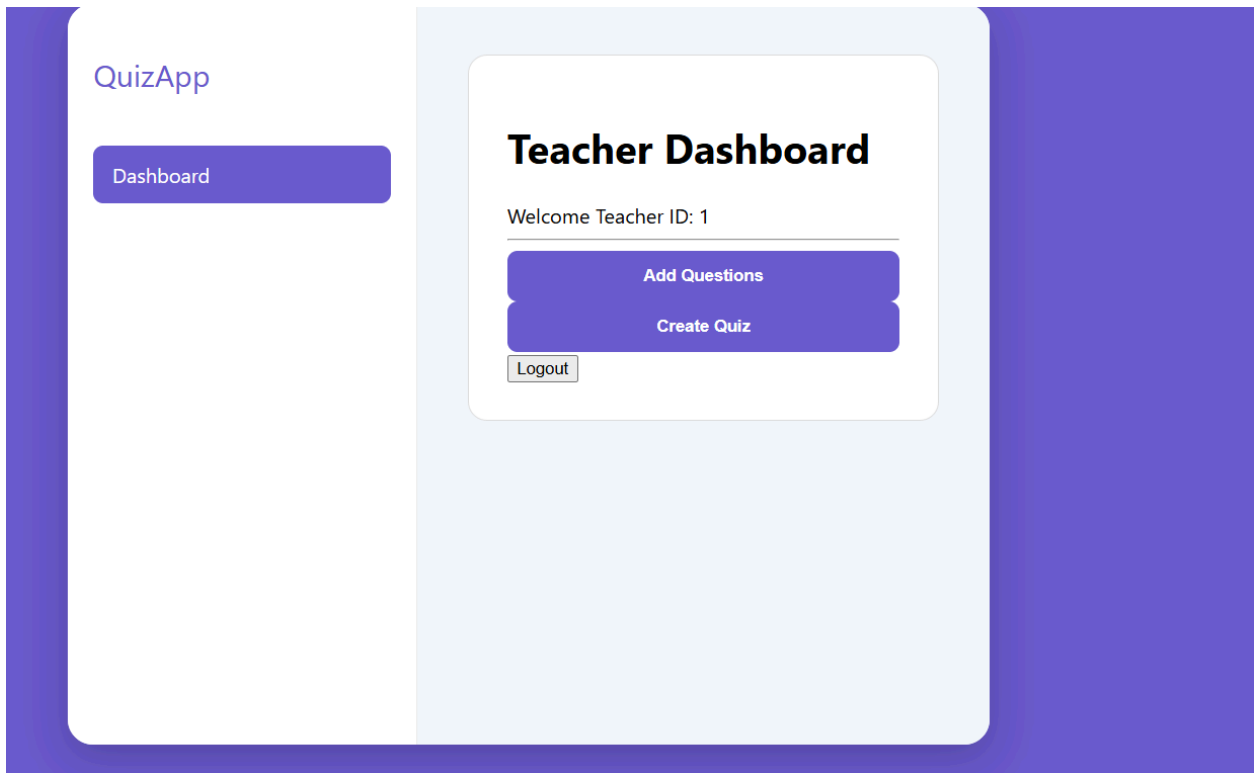 QuizApp
Dashboard
Teacher Dashboard
Welcome Teacher ID: 1
Add Questions
Create Quiz
Logout